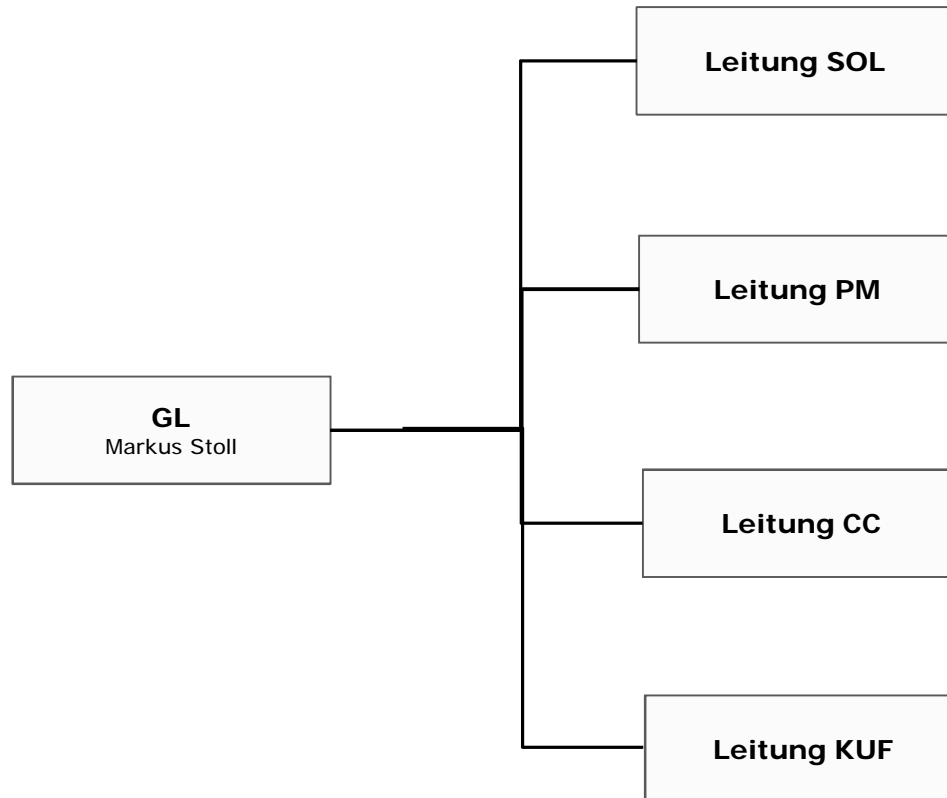 Leitung SOL
Leitung PM
GL
Markus Stoll
Leitung CC
Leitung KUF